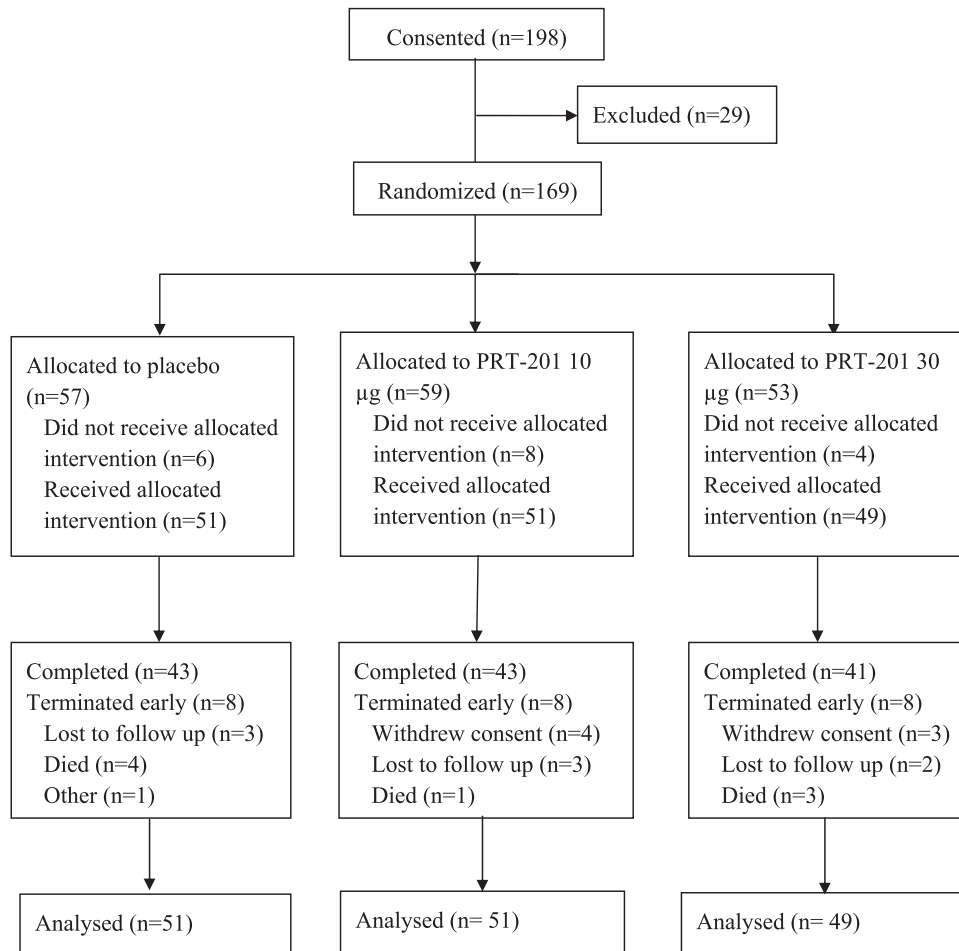 Consented (n=198)
Excluded (n=29)
Randomized (n=169)
Allocated to placebo
(n=57)
Did not receive allocated
intervention (n=6)
Received allocated
intervention (n=51)
Allocated to PRT-201 10
µg (n=59)
Did not receive allocated
intervention (n=8)
Received allocated
intervention (n=51)
Allocated to PRT-201 30
µg (n=53)
Did not receive allocated
intervention (n=4)
Received allocated
intervention (n=49)
Completed (n=43)
Terminated early (n=8)
Lost to follow up (n=3)
Died (n=4)
Other (n=1)
Completed (n=43)
Terminated early (n=8)
Withdrew consent (n=4)
Lost to follow up (n=3)
Died (n=1)
Completed (n=41)
Terminated early (n=8)
Withdrew consent (n=3)
Lost to follow up (n=2)
Died (n=3)
Analysed (n=51)
Analysed (n= 51)
Analysed (n= 49)